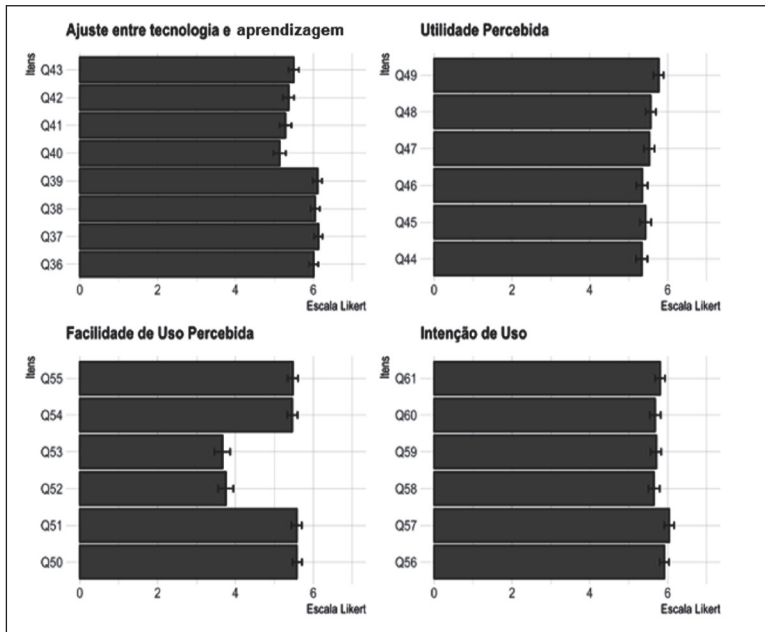 Ajuste entre tecnologia e aprendizagem
Itens
Q43
Q42
Q41
Q40
Q39
Q38
Q37
Q36
0 2 4 6
Escala Likert
Utilidade Percebida
Itens
Q49
Q48
Q47
Q46
Q45
Q44
0 2 4 6
Escala Likert
Facilidade de Uso Percebida
Itens
Q55
Q54
Q53
Q52
Q51
Q50
0 2 4 6
Escala Likert
Intenção de Uso
Itens
Q61
Q60
Q59
Q58
Q57
Q56
0 2 4 6
Escala Likert